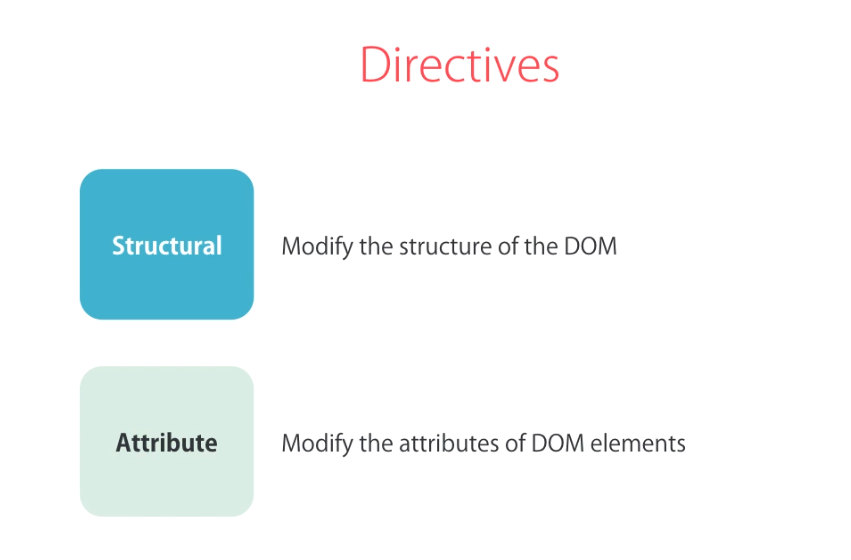 Directives
Structural
Modify the structure of the DOM
Attribute
Modify the attributes of DOM elements